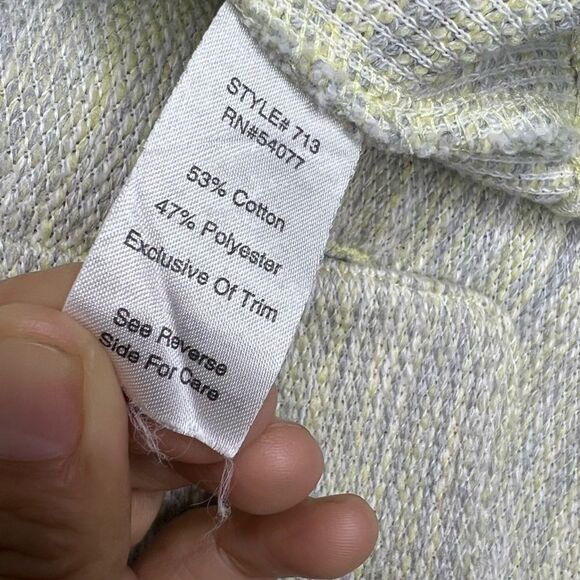 STYLE# 713
RN#54077
53% Cotton
47% Polyester
Exclusive Of Trim
See Reverse
Side For Care